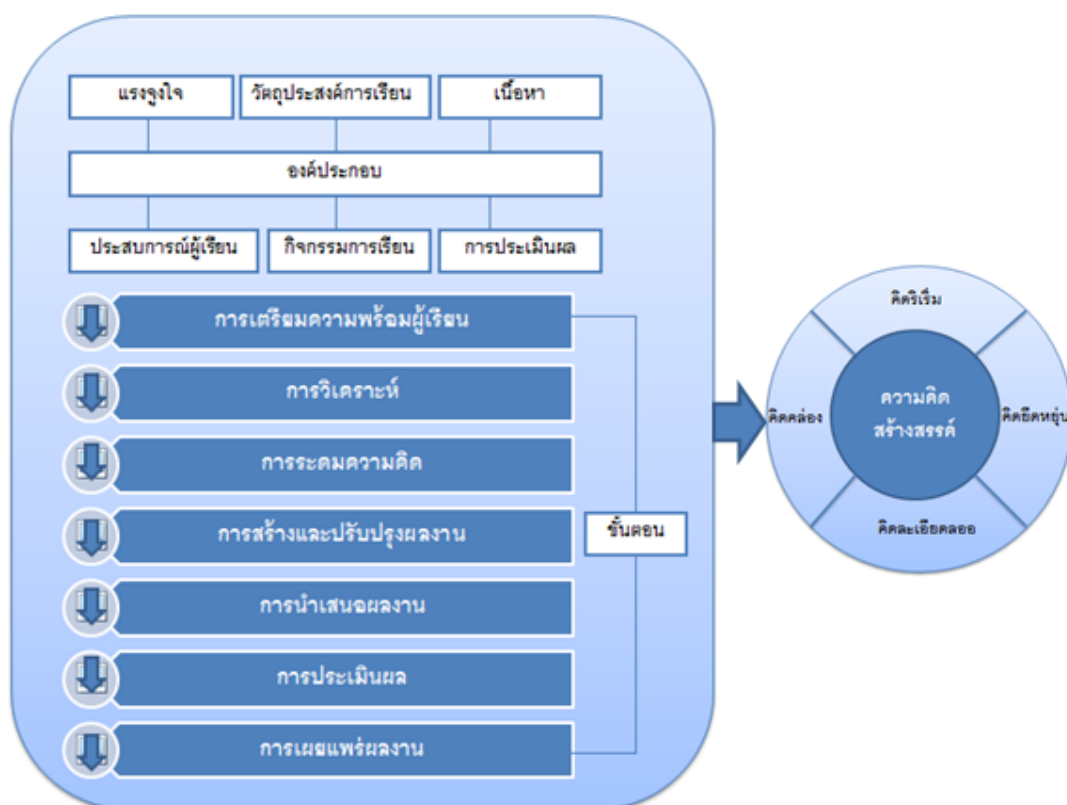 แรงจูงใจ
วัตถุประสงค์การเรียน
เนื้อหา
องค์ประกอบ
ประสบการณ์ผู้เรียน
กิจกรรมการเรียน
การประเมินผล
การเตรียมความพร้อมผู้เรียน
การวิเคราะห์
การระดมความคิด
การสร้างและปรับปรุงผลงาน
ขั้นตอน
การนำเสนอผลงาน
การประเมินผล
การเผยแพร่ผลงาน
คิดริเริ่ม
คิดคล่อง
ความคิด
สร้างสรรค์
คิดยืดหยุ่น
คิดละเอียดลออ